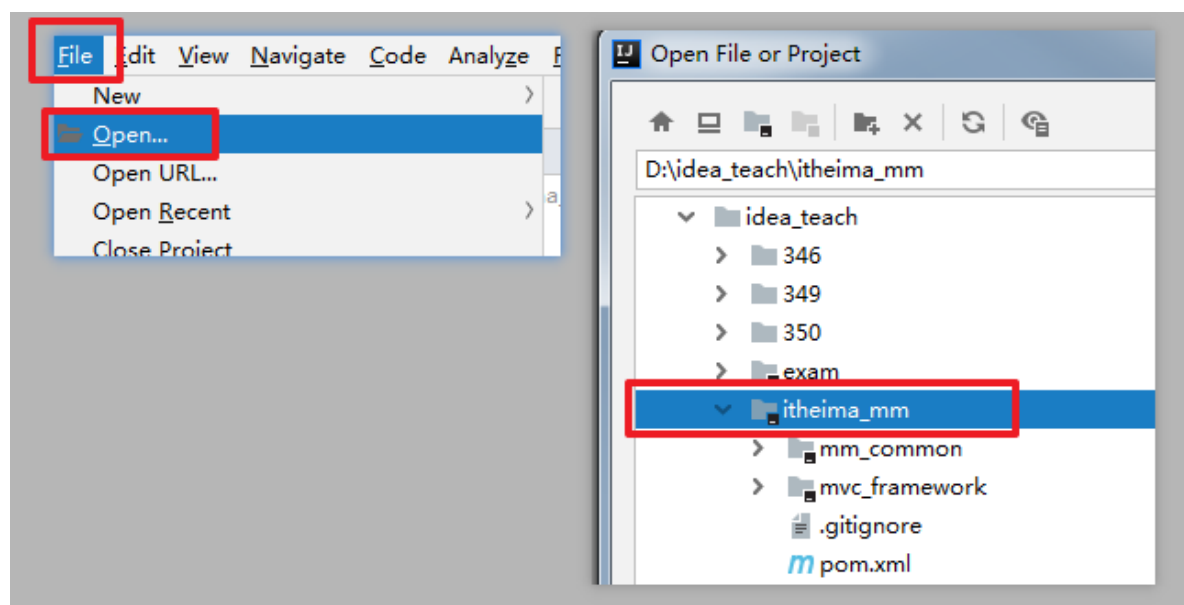 File Edit View Navigate Code Analyze
New
Open...
Open URL...
Open Recent
Close Project
Open File or Project
D:\idea_teach\itheima_mm
idea_teach
346
349
350
exam
itheima_mm
mm_common
mvc_framework
.gitignore
pom.xml